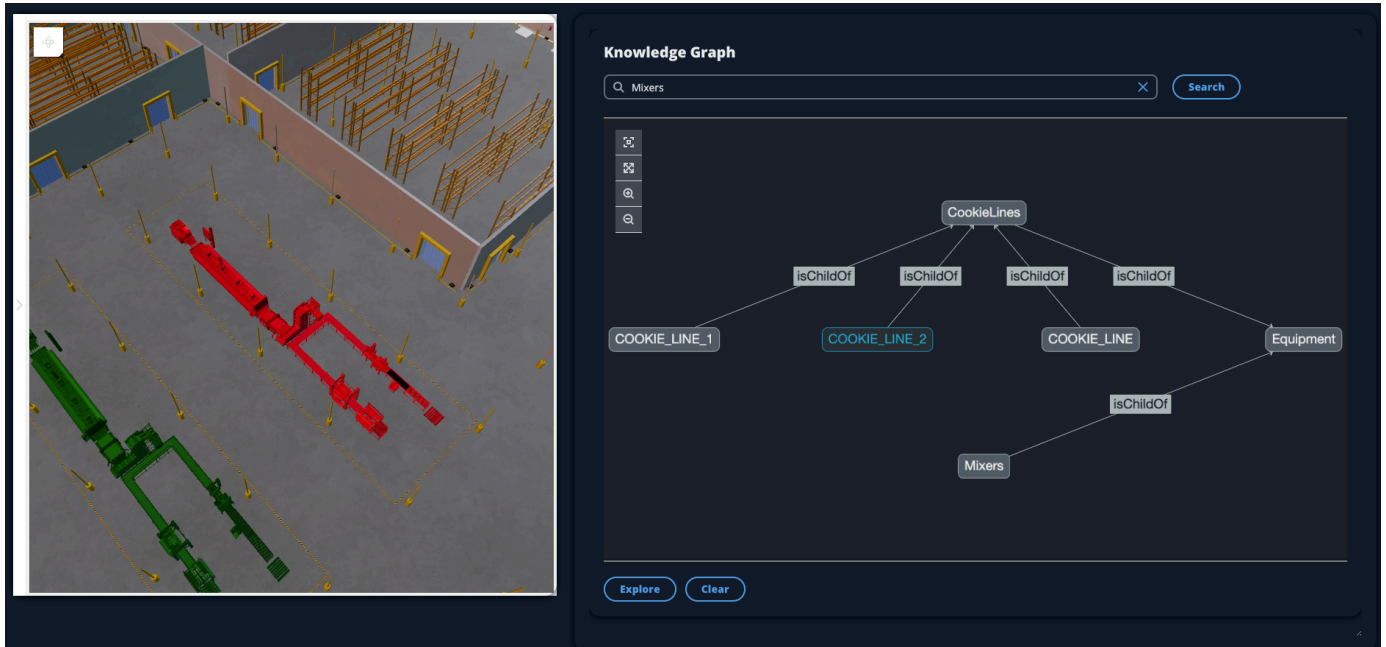 Knowledge Graph
Mixers
Search
CookieLines
isChildOf isChildOf isChildOf isChildOf
COOKIE_LINE_1 COOKIE_LINE_2 COOKIE_LINE Equipment
isChildOf
Mixers
Explore Clear